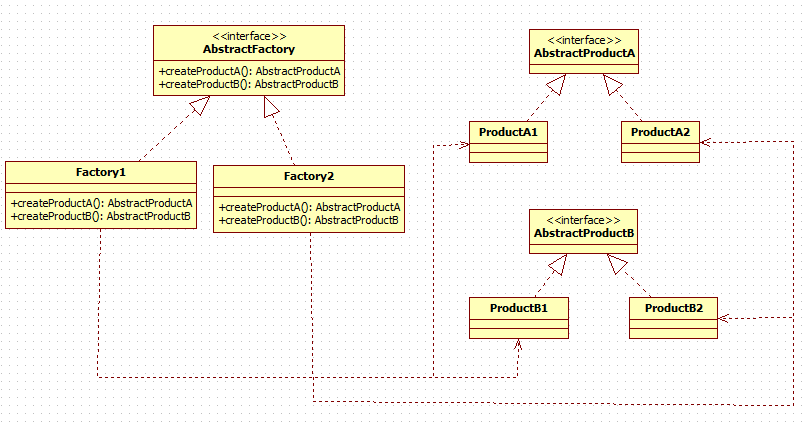 <<interface>>
AbstractFactory
+createProductA(): AbstractProductA
+createProductB(): AbstractProductB
Factory1
+createProductA(): AbstractProductA
+createProductB(): AbstractProductB
Factory2
+createProductA(): AbstractProductA
+createProductB(): AbstractProductB
<<interface>>
AbstractProductA
ProductA1
ProductA2
<<interface>>
AbstractProductB
ProductB1
ProductB2